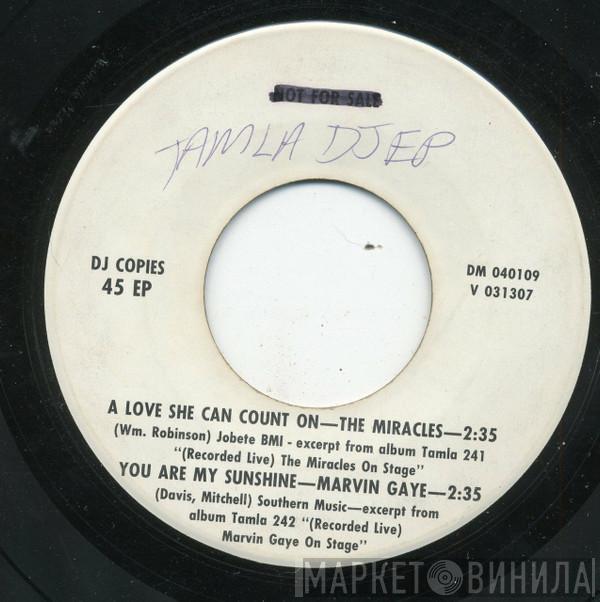 NOT FOR SALE
TAMLA DJ EP
DJ COPIES
45 EP
DM 040109
V 031307
A LOVE SHE CAN COUNT ON—THE MIRACLES—2:35
(Wm. Robinson) Jobete BMI - excerpt from album Tamla 241
"(Recorded Live) The Miracles On Stage"
YOU ARE MY SUNSHINE—MARVIN GAYE—2:35
(Davis, Mitchell) Southern Music—excerpt from
album Tamla 242 "(Recorded Live)
Marvin Gaye On Stage"
МАРКЕТ ВИНИЛА